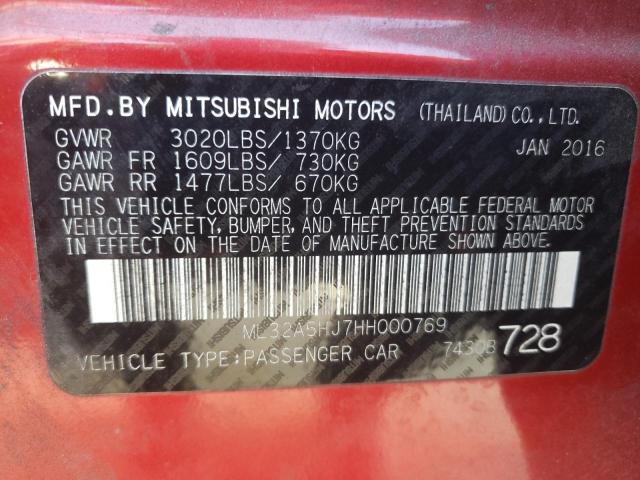 MFD. BY MITSUBISHI MOTORS (THAILAND) CO., LTD.
GVWR 3020LBS/1370KG JAN 2016
GAWR FR 1609LBS/ 730KG
GAWR RR 1477LBS/ 670KG
THIS VEHICLE CONFORMS TO ALL APPLICABLE FEDERAL MOTOR
VEHICLE SAFETY, BUMPER, AND THEFT PREVENTION STANDARDS
IN EFFECT ON THE DATE OF MANUFACTURE SHOWN ABOVE.
ML32A5HJ7HH000769
VEHICLE TYPE:PASSENGER CAR 74308 728